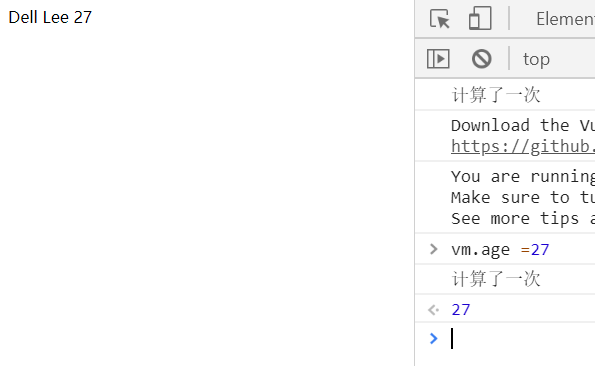 Dell Lee 27
Elemen
top
计算了一次
Download the Vu
https://github.
You are running
Make sure to tu
See more tips a
vm.age =27
计算了一次
27